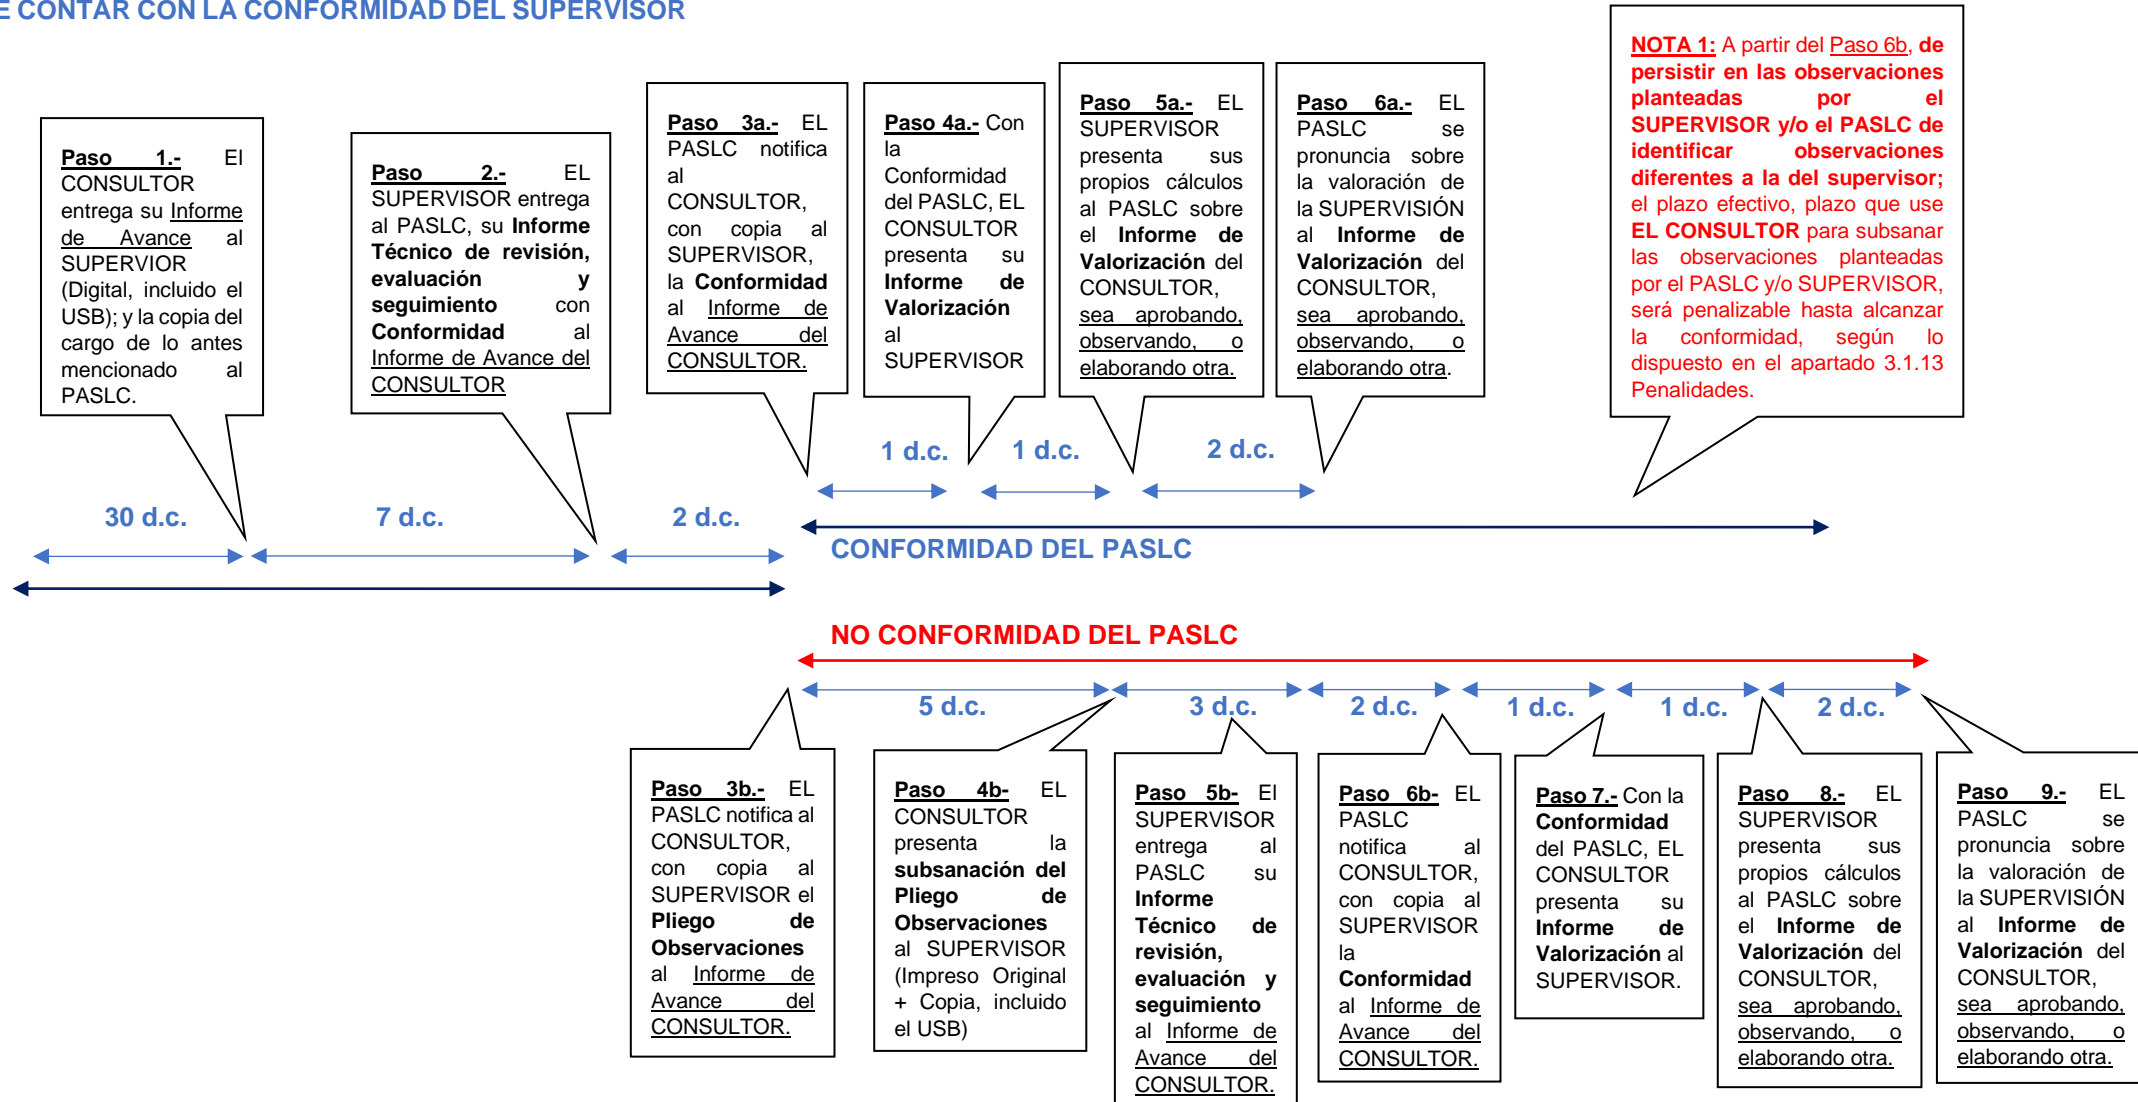 E CONTAR CON LA CONFORMIDAD DEL SUPERVISOR
Paso 1.- El
CONSULTOR
entrega su Informe
de Avance al
SUPERVIOR
(Digital, incluido el
USB); y la copia del
cargo de lo antes
mencionado al
PASLC.
Paso 2.- EL
SUPERVISOR entrega
al PASLC, su Informe
Técnico de revisión,
evaluación y
seguimiento con
Conformidad al
Informe de Avance del
CONSULTOR
Paso 3a.- EL
PASLC notifica
al
CONSULTOR,
con copia al
SUPERVISOR,
la Conformidad
al Informe de
Avance del
CONSULTOR.
Paso 4a.- Con
la
Conformidad
del PASLC, EL
CONSULTOR
presenta su
Informe de
Valorización
al
SUPERVISOR
Paso 5a.- EL
SUPERVISOR
presenta sus
propios cálculos
al PASLC sobre
el Informe de
Valorización del
CONSULTOR,
sea aprobando,
observando, o
elaborando otra.
Paso 6a.- EL
PASLC se
pronuncia sobre
la valoración de
la SUPERVISIÓN
al Informe de
Valorización del
CONSULTOR,
sea aprobando,
observando, o
elaborando otra.
NOTA 1: A partir del Paso 6b, de
persistir en las observaciones
planteadas por el
SUPERVISOR y/o el PASLC de
identificar observaciones
diferentes a la del supervisor;
el plazo efectivo, plazo que use
EL CONSULTOR para subsanar
las observaciones planteadas
por el PASLC y/o SUPERVISOR,
será penalizable hasta alcanzar
la conformidad, según lo
dispuesto en el apartado 3.1.13
Penalidades.
1 d.c.
1 d.c.
2 d.c.
30 d.c.
7 d.c.
2 d.c.
CONFORMIDAD DEL PASLC
NO CONFORMIDAD DEL PASLC
5 d.c.
3 d.c.
2 d.c.
1 d.c.
1 d.c.
2 d.c.
Paso 3b.- EL
PASLC notifica al
CONSULTOR,
con copia al
SUPERVISOR el
Pliego de
Observaciones
al Informe de
Avance del
CONSULTOR.
Paso 4b- EL
CONSULTOR
presenta la
subsanación del
Pliego de
Observaciones
al SUPERVISOR
(Impreso Original
+ Copia, incluido
el USB)
Paso 5b- El
SUPERVISOR
entrega al
PASLC su
Informe
Técnico de
revisión,
evaluación y
seguimiento
al Informe de
Avance del
CONSULTOR.
Paso 6b- EL
PASLC
notifica al
CONSULTOR,
con copia al
SUPERVISOR
la
Conformidad
al Informe de
Avance del
CONSULTOR.
Paso 7.- Con la
Conformidad
del PASLC, EL
CONSULTOR
presenta su
Informe de
Valorización al
SUPERVISOR.
Paso 8.- EL
SUPERVISOR
presenta sus
propios cálculos
al PASLC sobre
el Informe de
Valorización del
CONSULTOR,
sea aprobando,
observando, o
elaborando otra.
Paso 9.- EL
PASLC se
pronuncia sobre
la valoración de
la SUPERVISIÓN
al Informe de
Valorización del
CONSULTOR,
sea aprobando,
observando, o
elaborando otra.